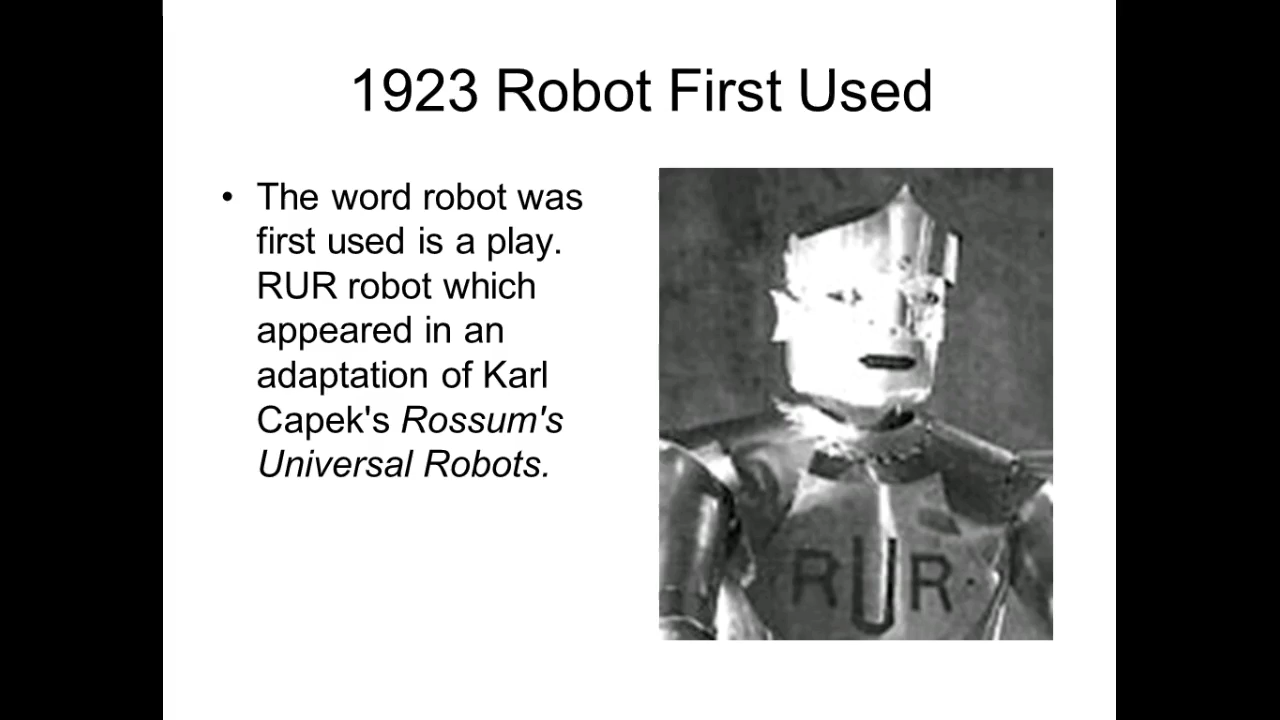 1923 Robot First Used
• The word robot was
first used is a play.
RUR robot which
appeared in an
adaptation of Karl
Capek's Rossum's
Universal Robots.
RUR.